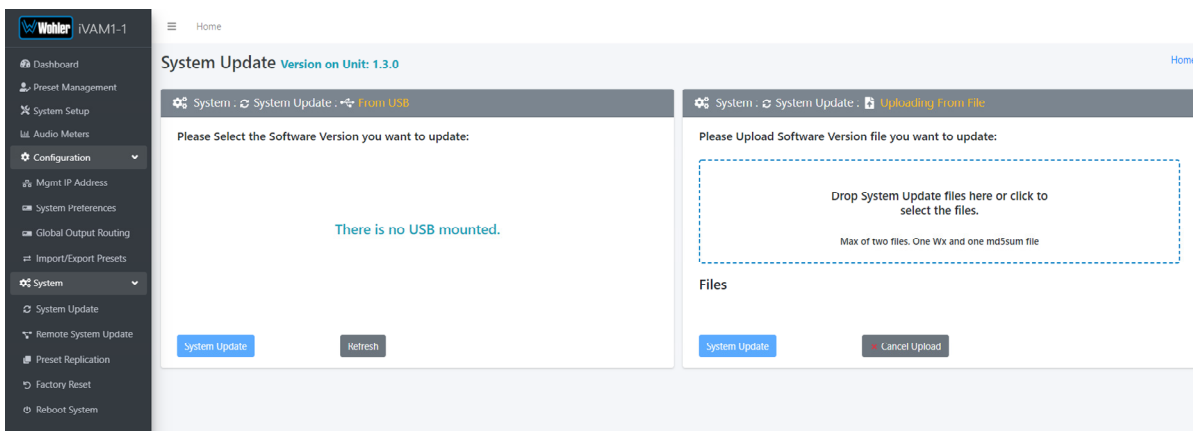 Wohler iVAM1-1
Home
Dashboard
Preset Management
System Setup
Audio Meters
Configuration
Mgmt IP Address
System Preferences
Global Output Routing
Import/Export Presets
System
System Update
Remote System Update
Preset Replication
Factory Reset
Reboot System
System Update Version on Unit: 1.3.0
Home
System . System Update . From USB
Please Select the Software Version you want to update:
There is no USB mounted.
System Update
Refresh
System . System Update . Uploading From File
Please Upload Software Version file you want to update:
Drop System Update files here or click to
select the files.
Max of two files. One Wx and one md5sum file
Files
System Update
Cancel Upload